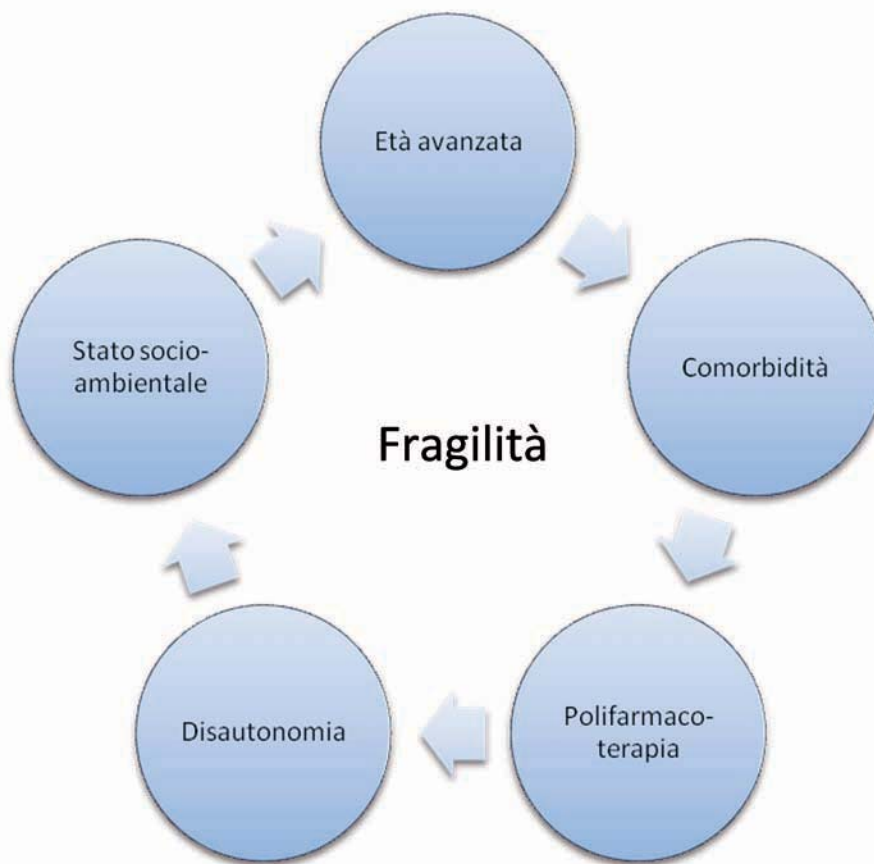 Età avanzata
Comorbidità
Polifarmaco-
terapia
Disautonomia
Stato socio-
ambientale
Fragilità